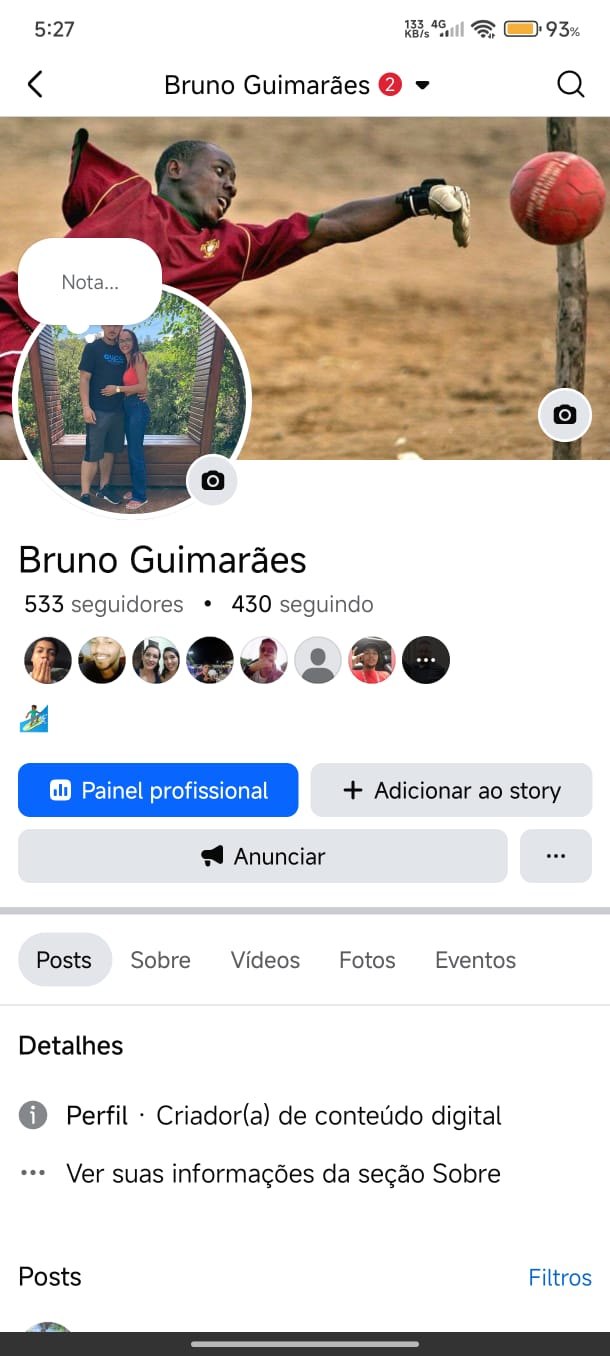 5:27
133 KB/s 4G 93%
Bruno Guimarães 2
Nota...
Bruno Guimarães
533 seguidores • 430 seguindo
Painel profissional
+ Adicionar ao story
Anunciar
Posts Sobre Vídeos Fotos Eventos
Detalhes
Perfil · Criador(a) de conteúdo digital
Ver suas informações da seção Sobre
Posts
Filtros